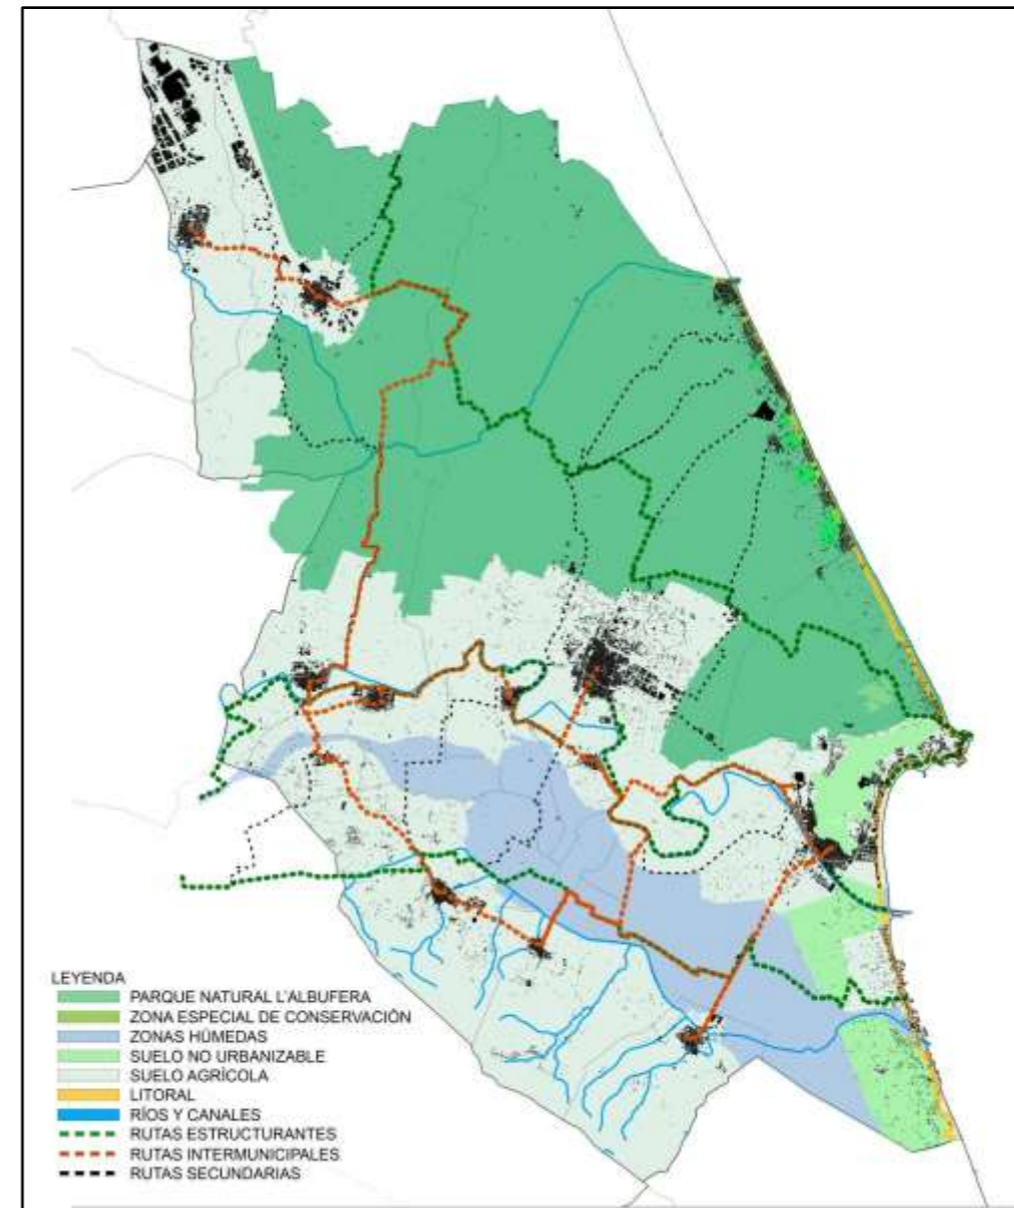 LEYENDA
PARQUE NATURAL L'ALBUFERA
ZONA ESPECIAL DE CONSERVACIÓN
ZONAS HÚMEDAS
SUELO NO URBANIZABLE
SUELO AGRÍCOLA
LITORAL
RÍOS Y CANALES
RUTAS ESTRUCTURANTES
RUTAS INTERMUNICIPALES
RUTAS SECUNDARIAS